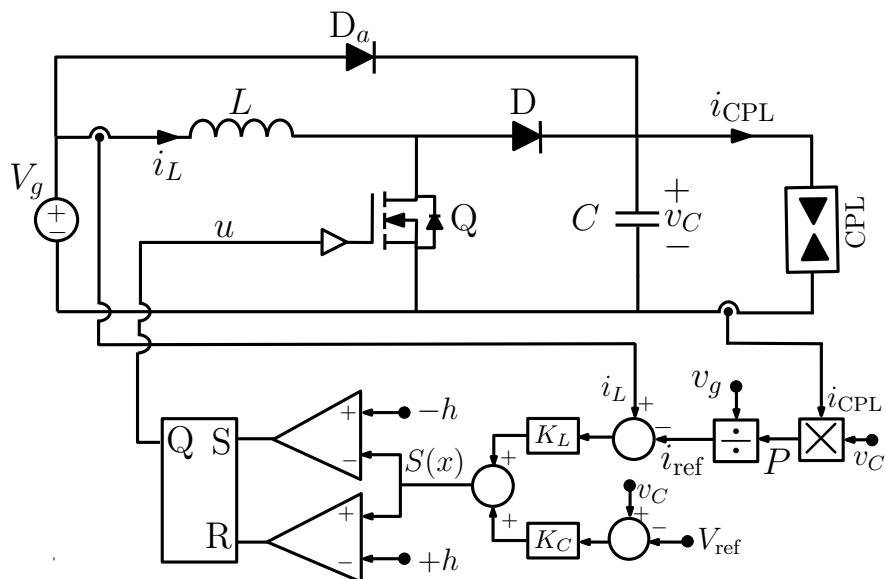 D_a
L
D
i_CPL
i_L
V_g
+
−
u
Q
C
+
v_C
−
CPL
i_L
v_g
i_CPL
+
−h
Q
S
−
S(x)
+
K_L
+
−
i_ref
÷
P
×
v_C
v_C
R
+
−
+h
+
K_C
+
−
V_ref